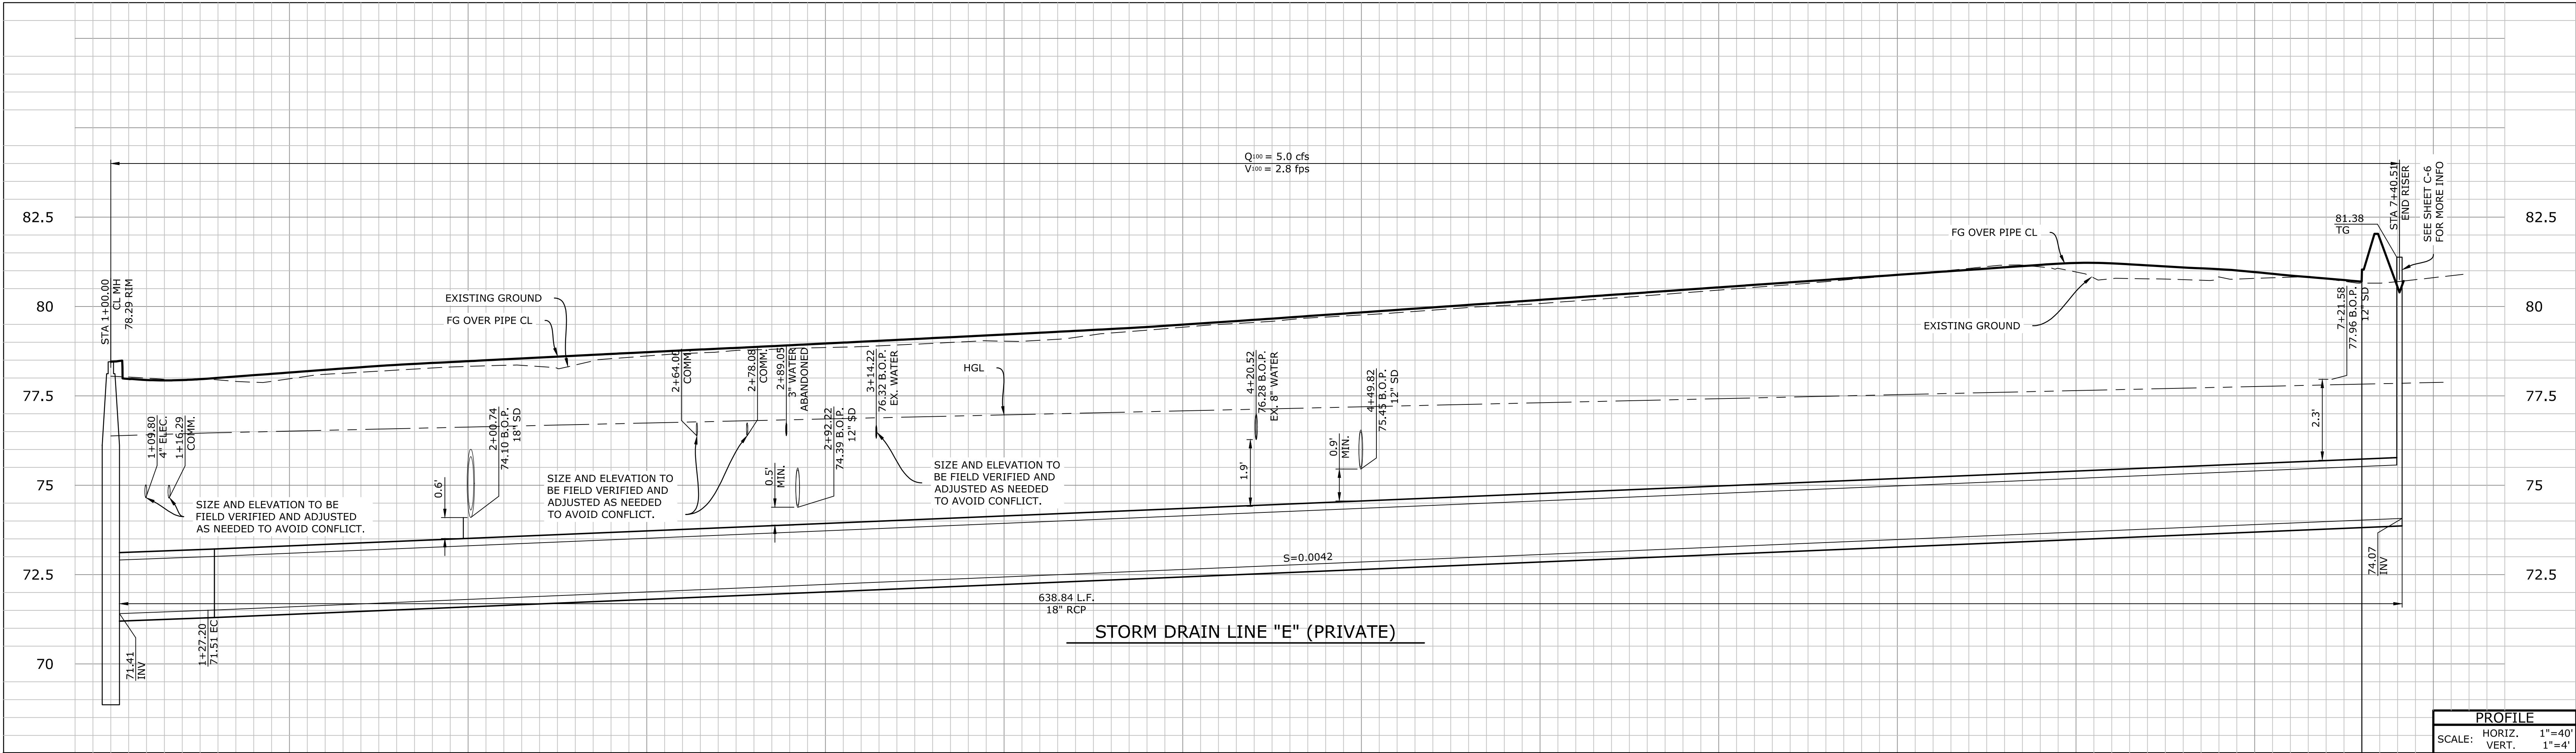 Q100 = 5.0 cfs
V100 = 2.8 fps
82.5
80
77.5
75
72.5
70
STA 1+00.00
CL MH
78.29 RIM
1+09.80
4" ELEC.
1+16.29
COMM.
SIZE AND ELEVATION TO BE
FIELD VERIFIED AND ADJUSTED
AS NEEDED TO AVOID CONFLICT.
71.41
INV
1+27.20
71.51 EC
EXISTING GROUND
FG OVER PIPE CL
0.6'
2+00.74
74.10 B.O.P.
18" SD
SIZE AND ELEVATION TO
BE FIELD VERIFIED AND
ADJUSTED AS NEEDED
TO AVOID CONFLICT.
2+64.06
COMM.
2+78.08
COMM.
2+89.05
3" WATER
ABANDONED
0.5'
MIN.
2+92.22
74.39 B.O.P.
12" SD
3+14.22
76.32 B.O.P.
EX. WATER
SIZE AND ELEVATION TO
BE FIELD VERIFIED AND
ADJUSTED AS NEEDED
TO AVOID CONFLICT.
HGL
638.84 L.F.
18" RCP
1.9'
4+20.52
76.28 B.O.P.
EX. 8" WATER
0.9'
MIN.
4+49.82
75.45 B.O.P.
12" SD
S=0.0042
STORM DRAIN LINE "E" (PRIVATE)
FG OVER PIPE CL
EXISTING GROUND
2.3'
7+21.58
77.96 B.O.P.
12" SD
81.38
TG
STA 7+40.51
END RISER
SEE SHEET C-6
FOR MORE INFO
74.07
INV
82.5
80
77.5
75
72.5
PROFILE
SCALE: HORIZ. 1"=40'
VERT. 1"=4'